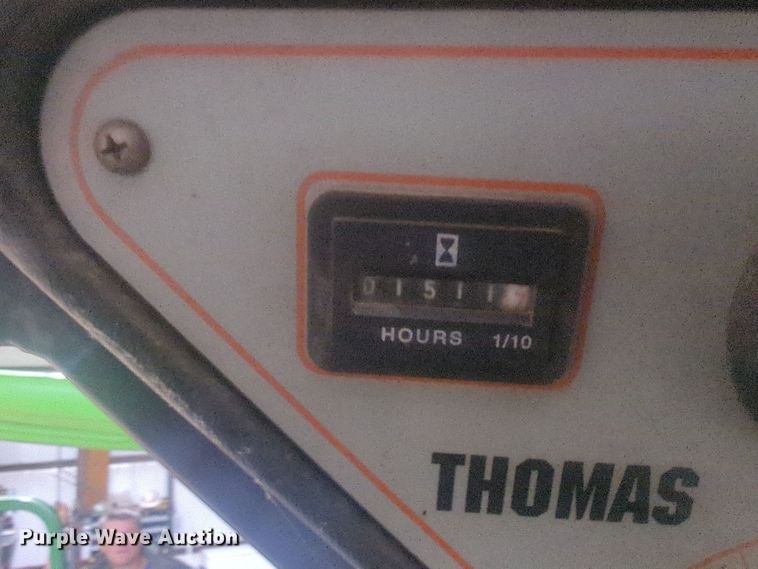 01511
HOURS 1/10
THOMAS
Purple Wave Auction